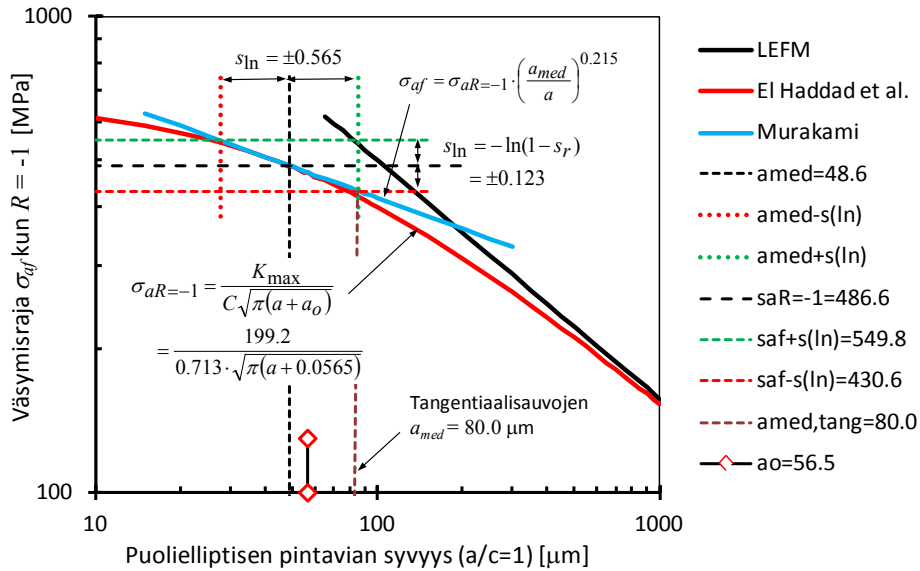 1000
100
Väsymisraja σaf kun R = -1 [MPa]
10
100
1000
Puolielliptisen pintavian syvyys (a/c=1) [µm]
sln = ±0.565
σaf = σaR=−1 · (amed/a)^0.215
sln = −ln(1−sr)
= ±0.123
σaR=−1 = Kmax / C√π(a+ao)
= 199.2 / 0.713·√π(a+0.0565)
Tangentiaalisauvojen
amed = 80.0 µm
LEFM
El Haddad et al.
Murakami
amed=48.6
amed-s(ln)
amed+s(ln)
saR=-1=486.6
saf+s(ln)=549.8
saf-s(ln)=430.6
amed,tang=80.0
ao=56.5